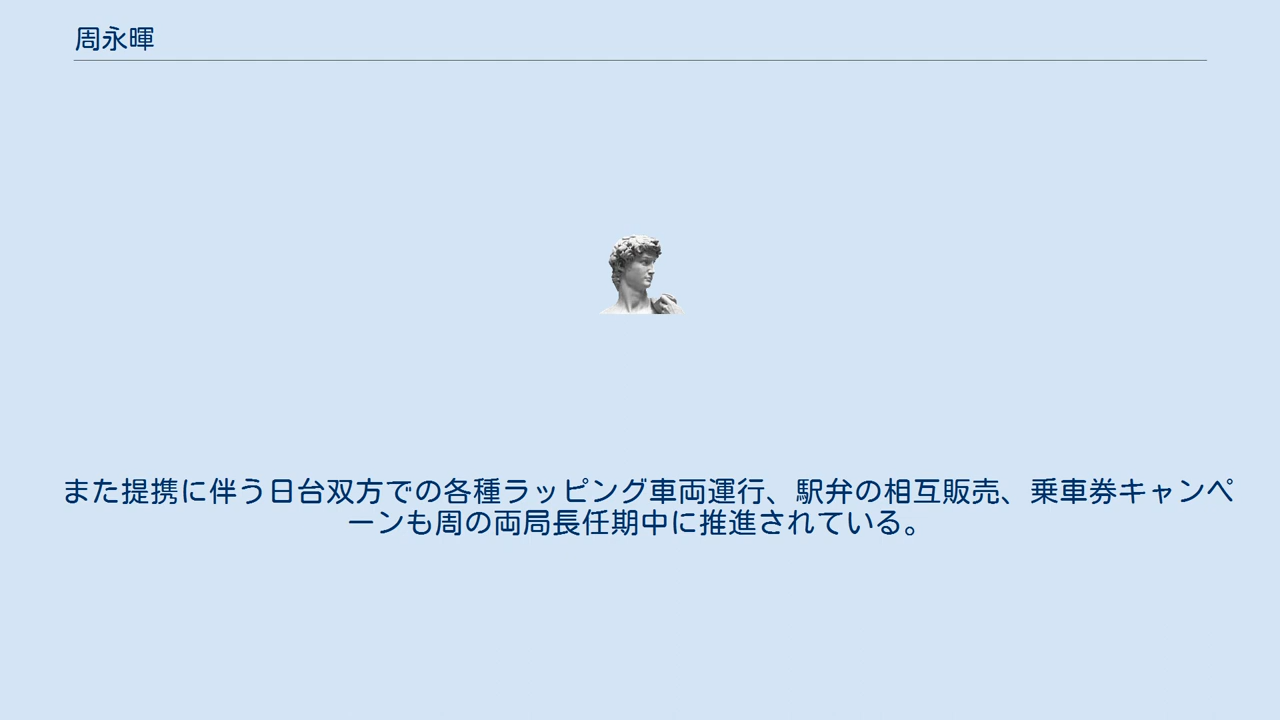 周永暉
また提携に伴う日台双方での各種ラッピング車両運行、駅弁の相互販売、乗車券キャンペ
ーンも周の両局長任期中に推進されている。